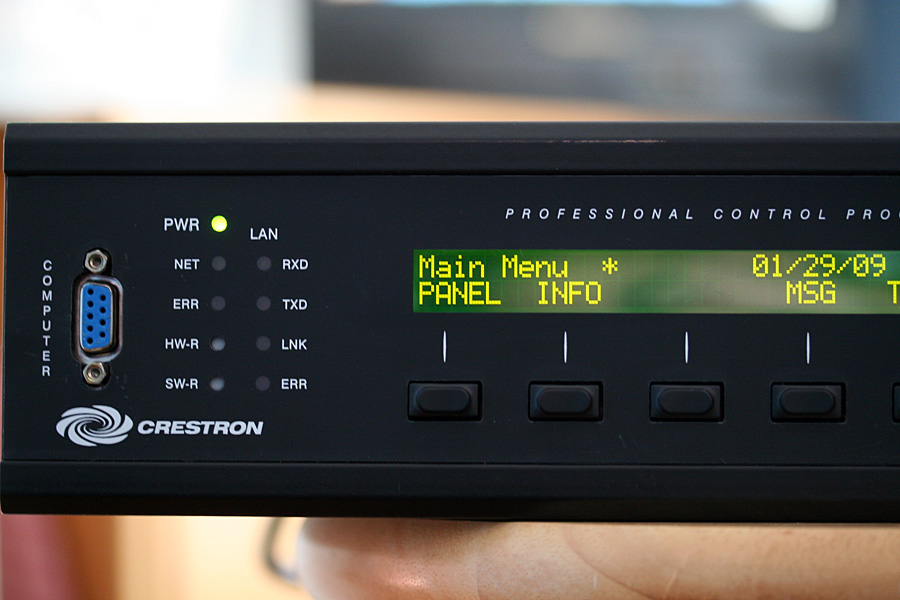 PROFESSIONAL CONTROL
PWR
LAN
NET
RXD
ERR
TXD
HW-R
LNK
SW-R
ERR
COMPUTER
CRESTRON
Main Menu * 01/29/09
PANEL INFO MSG